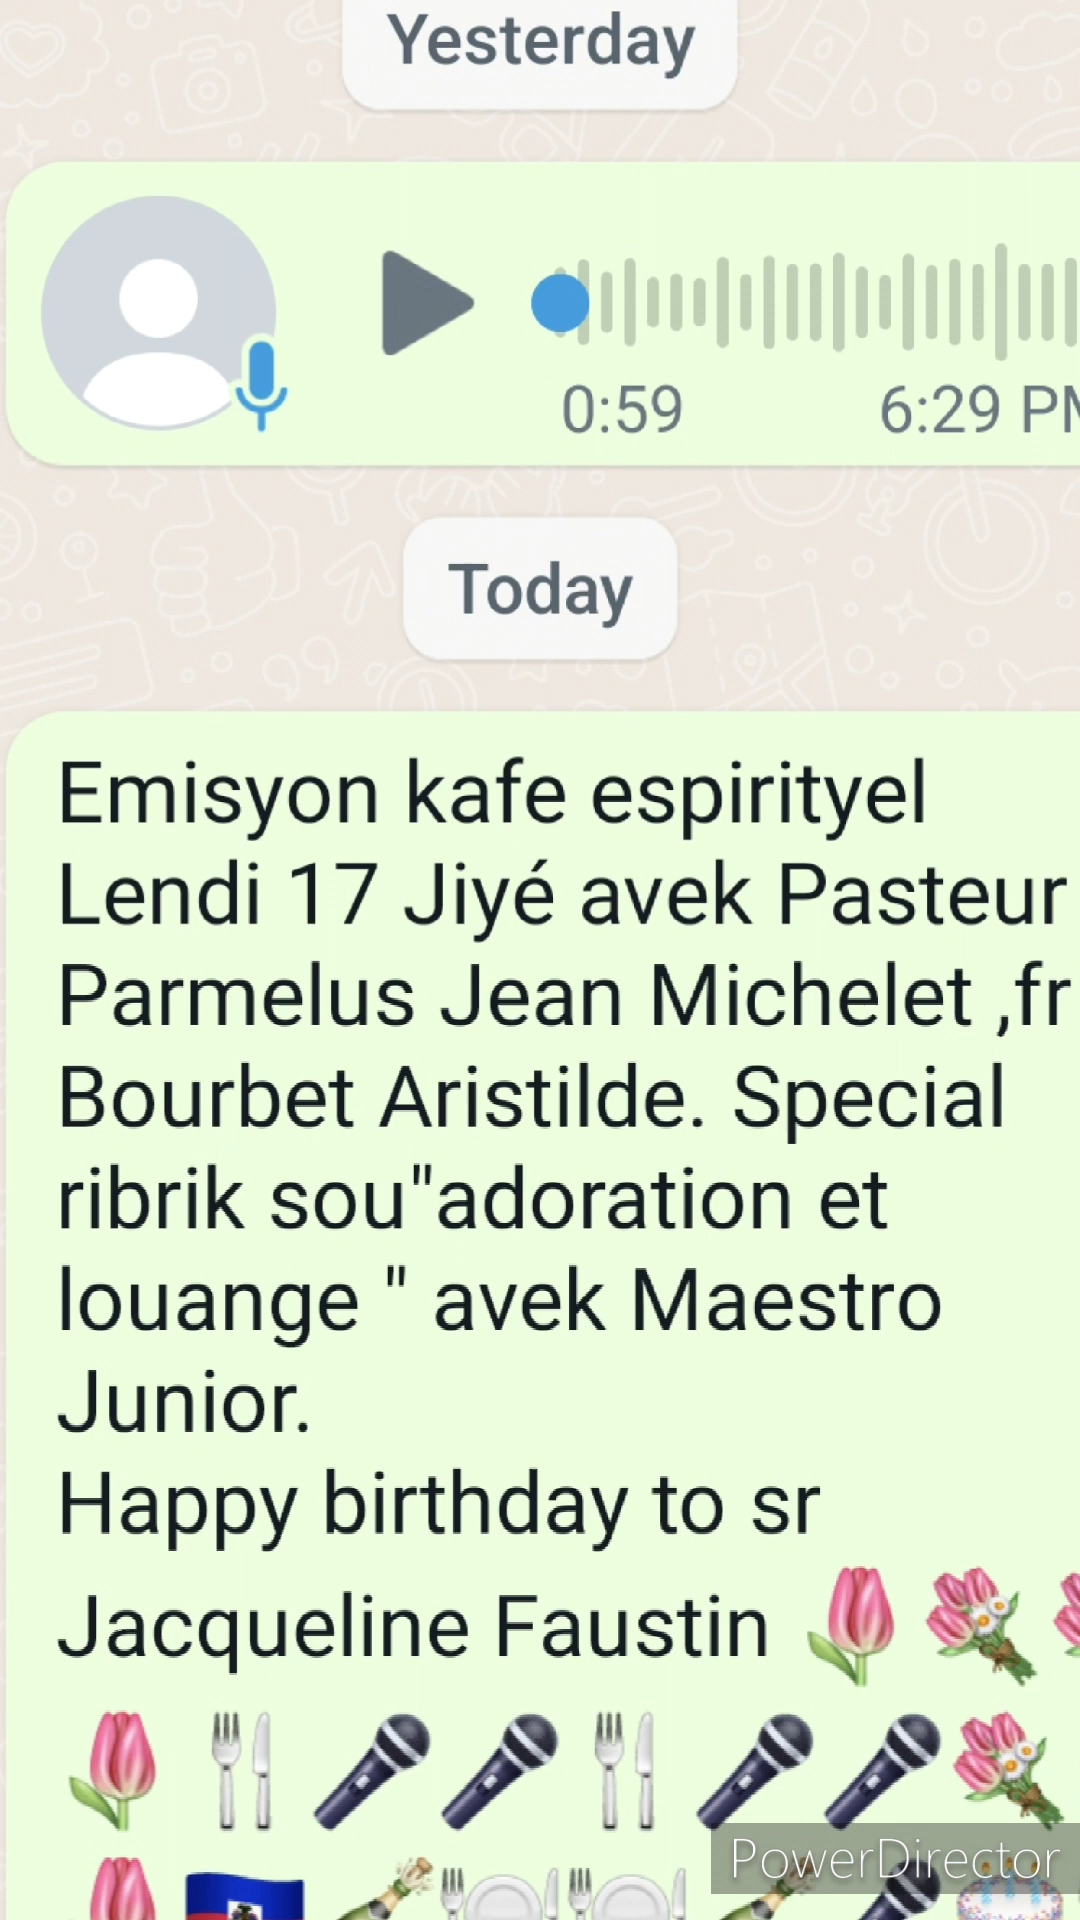 Yesterday
0:59
6:29 PM
Today
Emisyon kafe espirityel
Lendi 17 Jiyé avek Pasteur
Parmelus Jean Michelet ,fr
Bourbet Aristilde. Special
ribrik sou"adoration et
louange " avek Maestro
Junior.
Happy birthday to sr
Jacqueline Faustin
PowerDirector